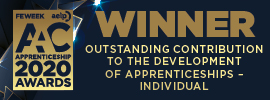 FEWEEK aelp
AAC
APPRENTICESHIP
2020
AWARDS
WINNER
OUTSTANDING CONTRIBUTION
TO THE DEVELOPMENT
OF APPRENTICESHIPS –
INDIVIDUAL